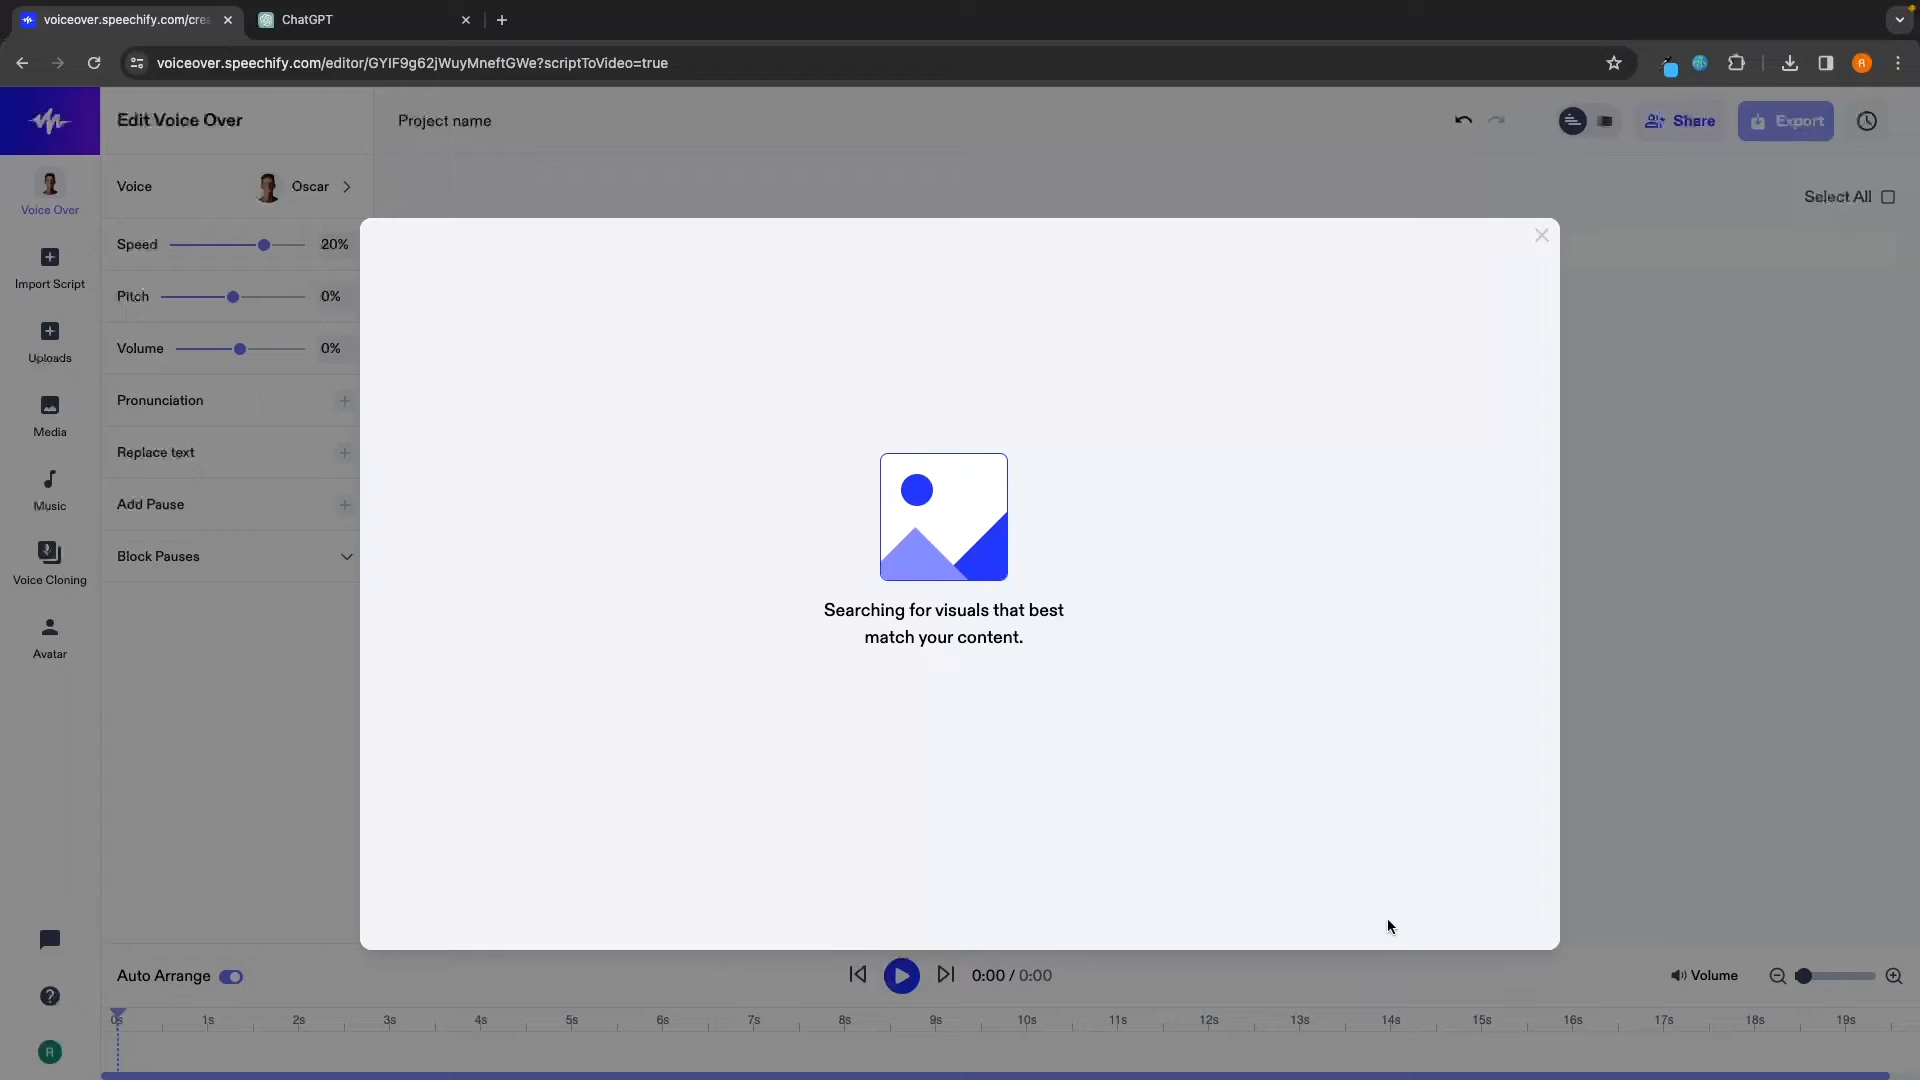 voiceover.speechify.com/crea
ChatGPT
voiceover.speechify.com/editor/GYIF9g62jWuyMneftGWe?scriptToVideo=true
R
Edit Voice Over
Project name
Share
Export
Voice
Oscar
Select All
Voice Over
Speed
20%
Import Script
Pitch
0%
Uploads
Volume
0%
Media
Pronunciation
Replace text
Music
Add Pause
Voice Cloning
Block Pauses
Avatar
Searching for visuals that best
match your content.
Auto Arrange
0:00 / 0:00
Volume
0s 1s 2s 3s 4s 5s 6s 7s 8s 9s 10s 11s 12s 13s 14s 15s 16s 17s 18s 19s
R